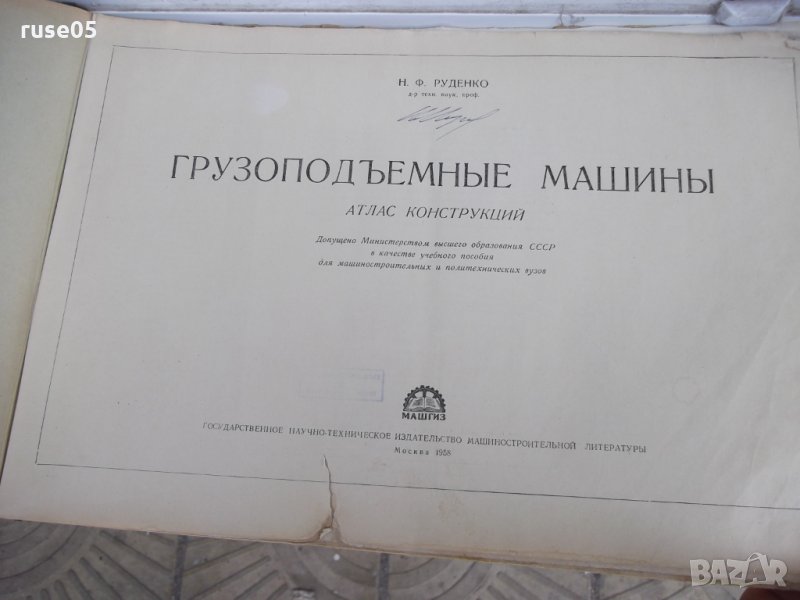 ruse05
Н. Ф. РУДЕНКО
д-р техн. наук, проф.
ГРУЗОПОДЪЕМНЫЕ МАШИНЫ
АТЛАС КОНСТРУКЦИЙ
Допущено Министерством высшего образования СССР
в качестве учебного пособия
для машиностроительных и политехнических вузов
МАШГИЗ
ГОСУДАРСТВЕННОЕ НАУЧНО-ТЕХНИЧЕСКОЕ ИЗДАТЕЛЬСТВО МАШИНОСТРОИТЕЛЬНОЙ ЛИТЕРАТУРЫ
Москва 1958
BAZAR